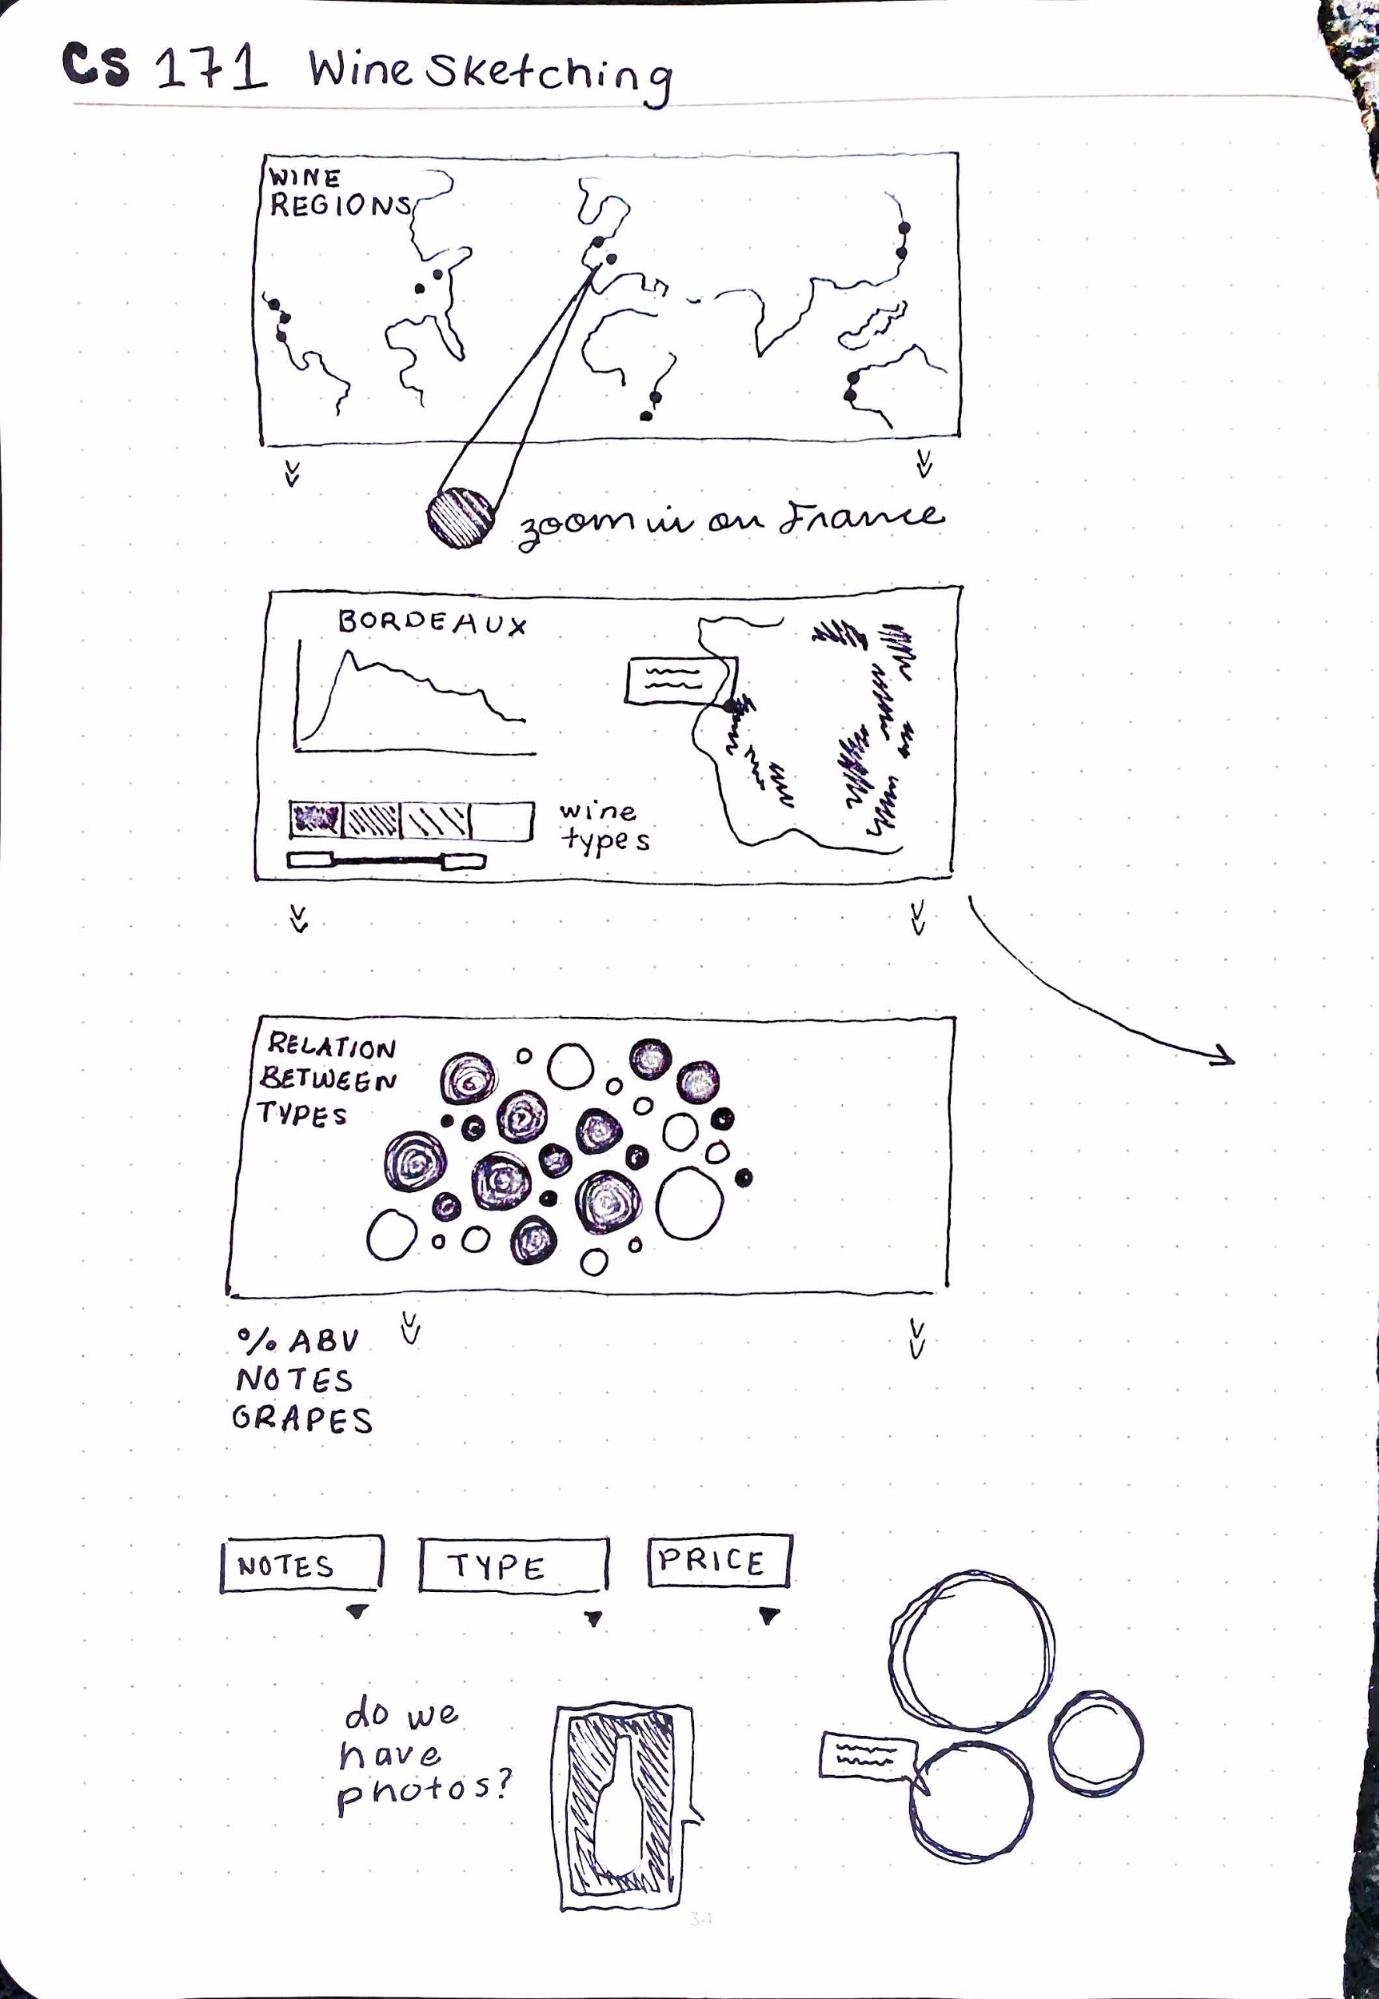 CS 171 Wine Sketching
WINE
REGIONS
zoom in on France
BORDEAUX
wine
types
RELATION
BETWEEN
TYPES
% ABV
NOTES
GRAPES
NOTES TYPE PRICE
do we
have
photos?